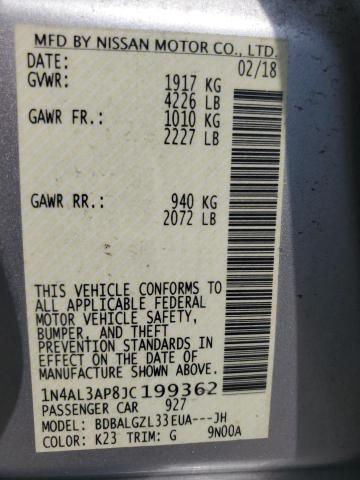 MFD BY NISSAN MOTOR CO., LTD.
DATE: 02/18
GVWR: 1917 KG
4226 LB
GAWR FR.: 1010 KG
2227 LB
GAWR RR.: 940 KG
2072 LB
THIS VEHICLE CONFORMS TO
ALL APPLICABLE FEDERAL
MOTOR VEHICLE SAFETY,
BUMPER, AND THEFT
PREVENTION STANDARDS
IN EFFECT ON THE DATE
OF MANUFACTURE SHOWN
ABOVE.
1N4AL3AP8JC199362
PASSENGER CAR 927
MODEL: BDBALGZL33EUA---JH
COLOR: K23 TRIM: G 9N00A